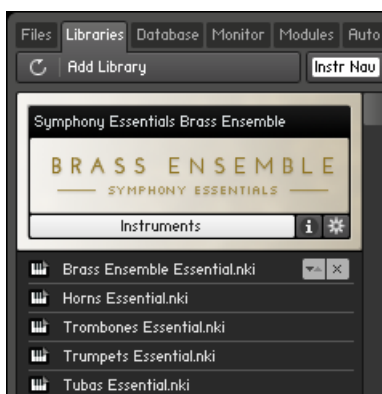 Files Libraries Database Monitor Modules Auto
Add Library Instr Nav
Symphony Essentials Brass Ensemble
BRASS ENSEMBLE
SYMPHONY ESSENTIALS
Instruments i
Brass Ensemble Essential.nki
Horns Essential.nki
Trombones Essential.nki
Trumpets Essential.nki
Tubas Essential.nki